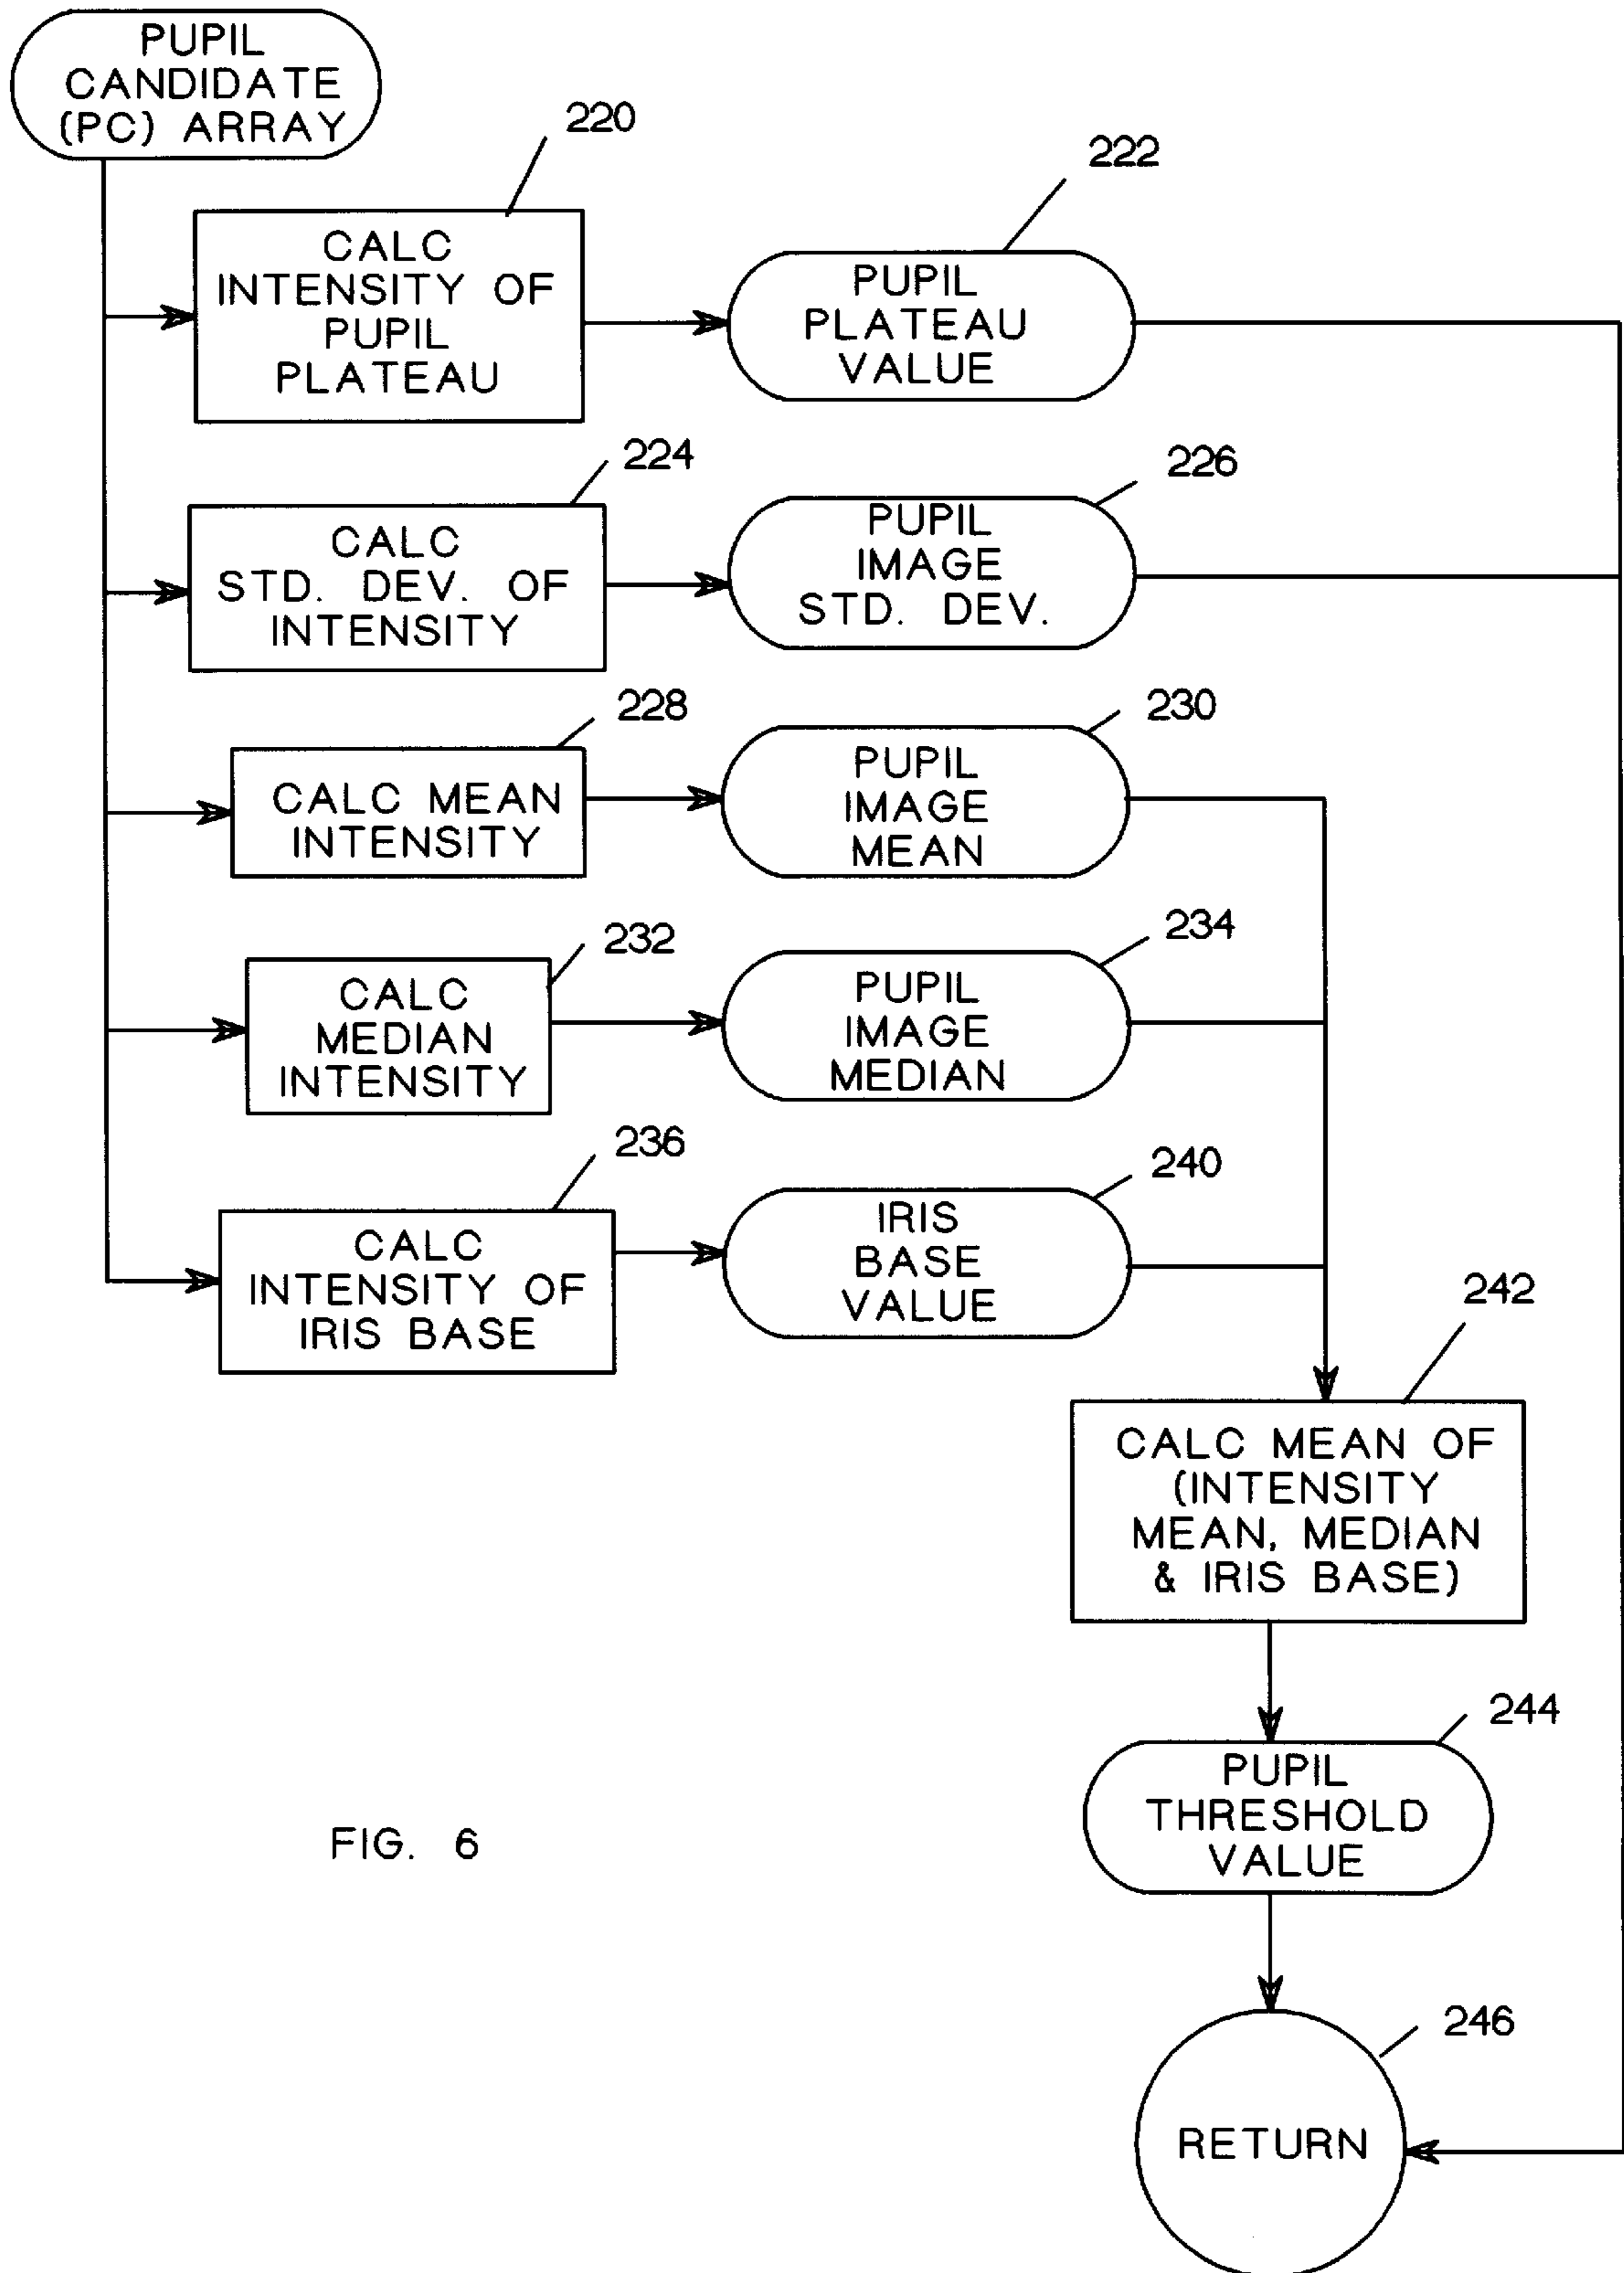 PUPIL
CANDIDATE
(PC) ARRAY
220
CALC
INTENSITY OF
PUPIL
PLATEAU
222
PUPIL
PLATEAU
VALUE
224
CALC
STD. DEV. OF
INTENSITY
226
PUPIL
IMAGE
STD. DEV.
228
CALC MEAN
INTENSITY
230
PUPIL
IMAGE
MEAN
232
CALC
MEDIAN
INTENSITY
234
PUPIL
IMAGE
MEDIAN
236
CALC
INTENSITY OF
IRIS BASE
240
IRIS
BASE
VALUE
242
CALC MEAN OF
(INTENSITY
MEAN, MEDIAN
& IRIS BASE)
244
PUPIL
THRESHOLD
VALUE
246
RETURN
FIG. 6